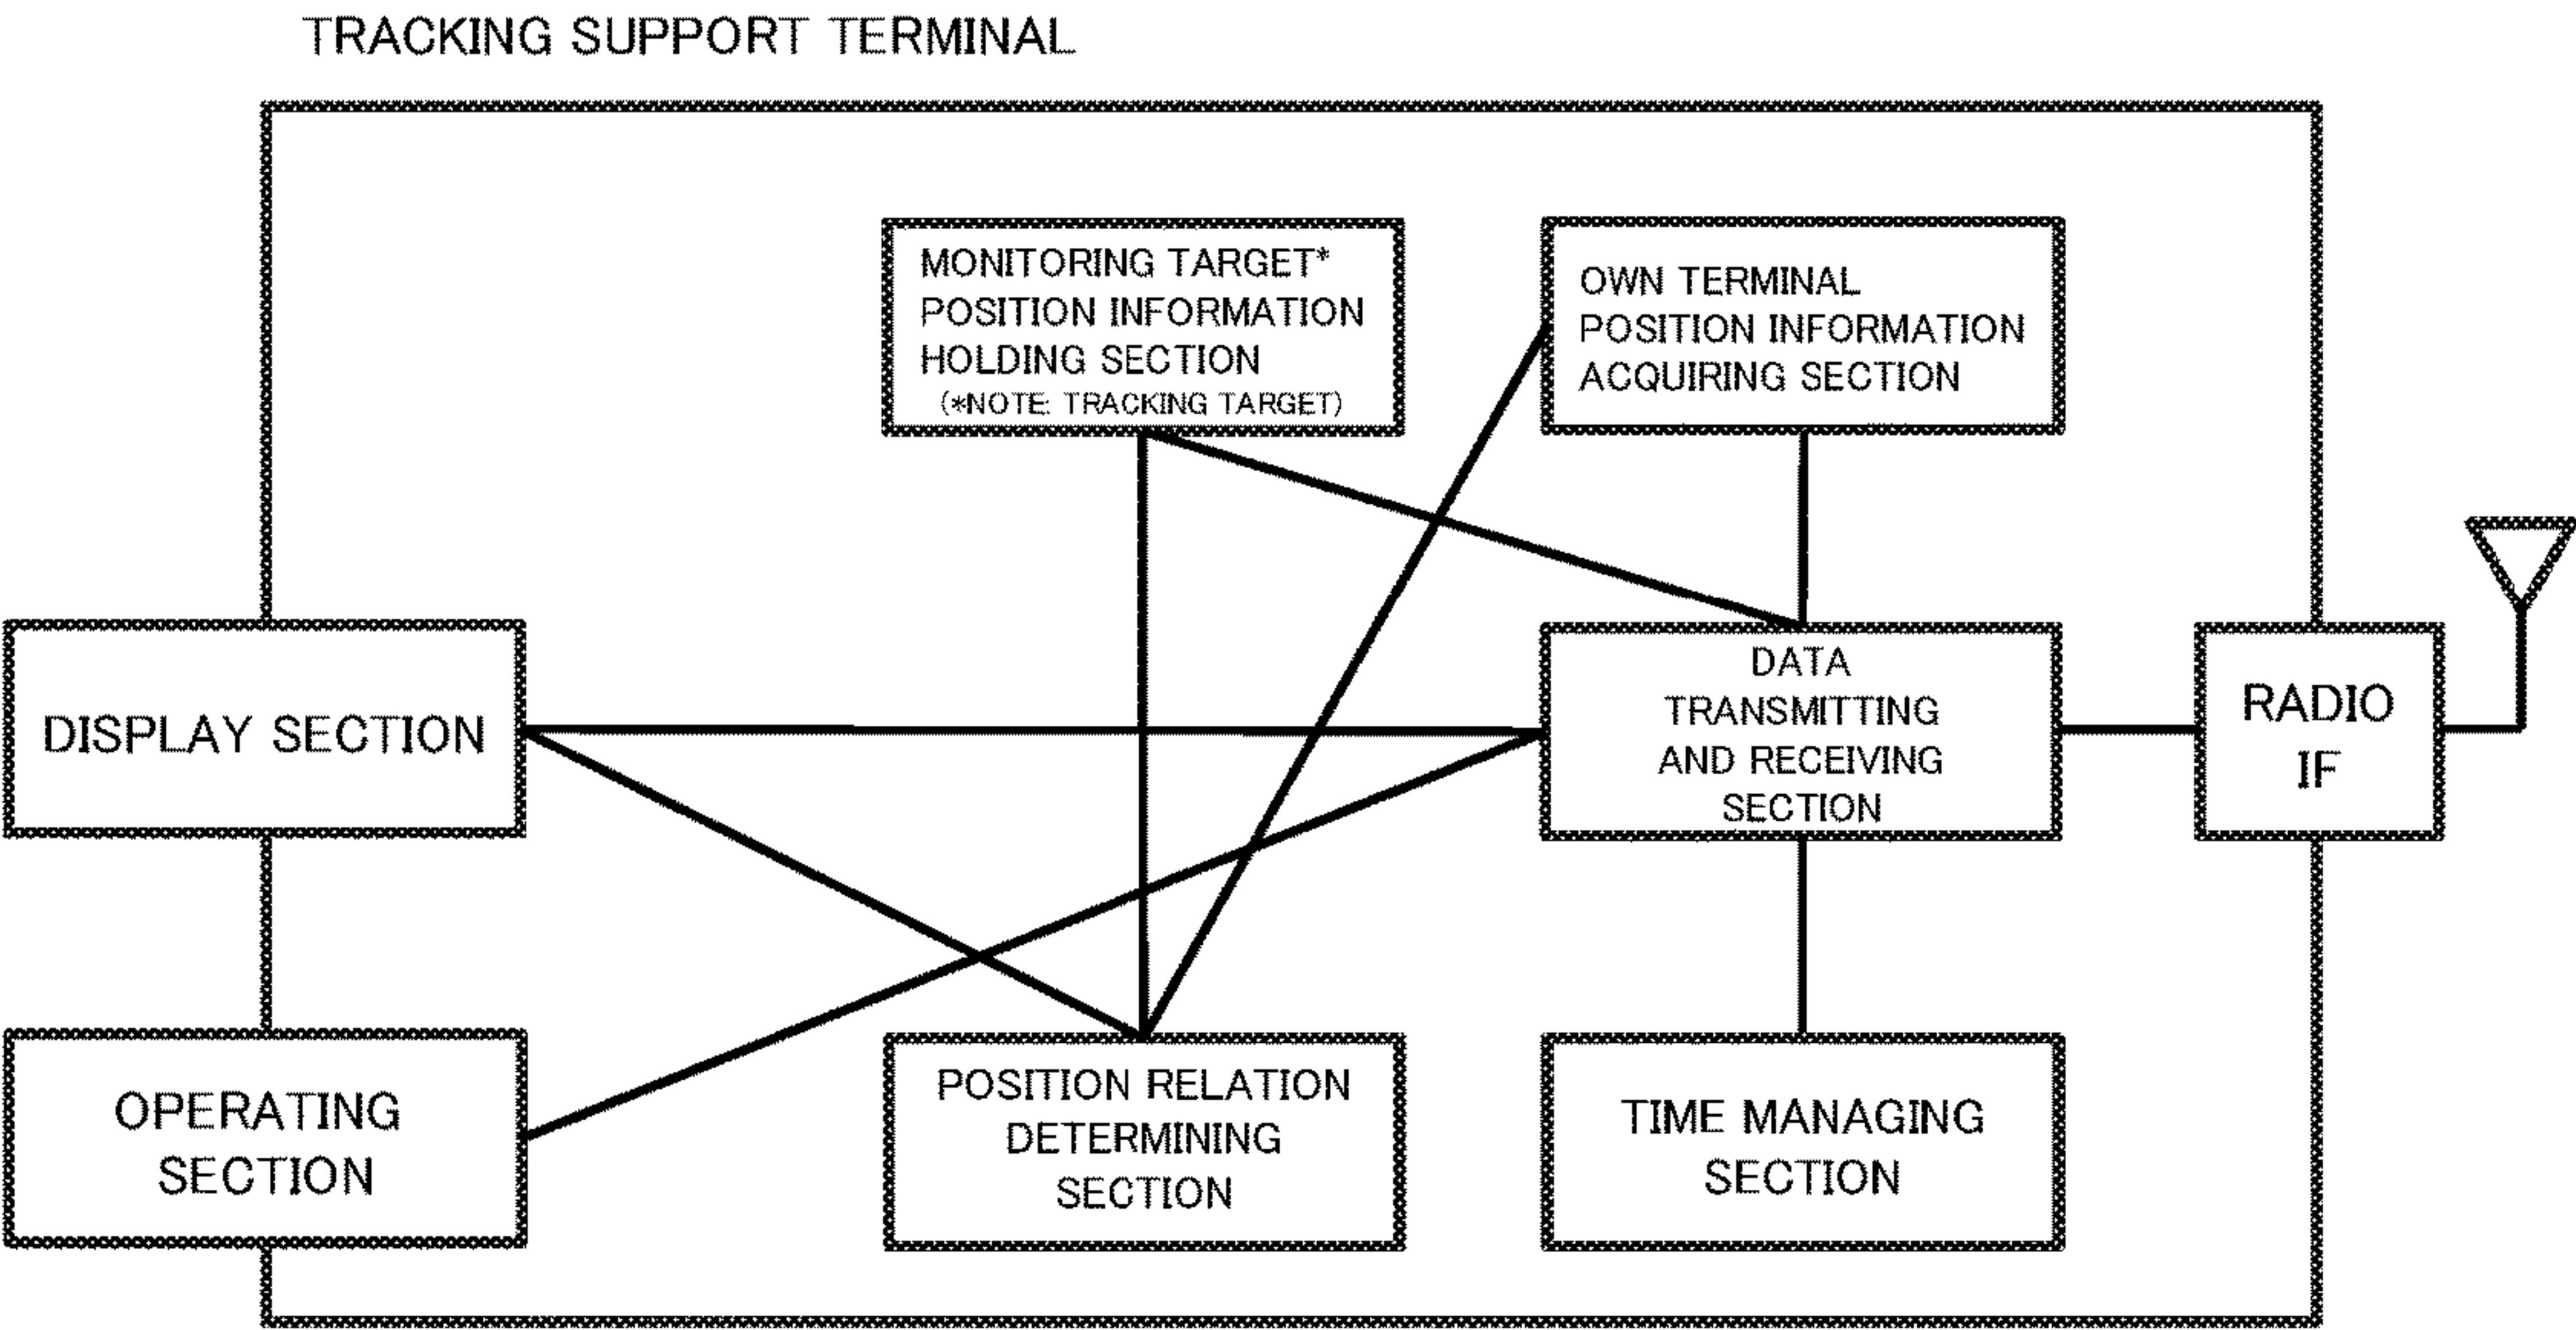 TRACKING SUPPORT TERMINAL
MONITORING TARGET*
POSITION INFORMATION
HOLDING SECTION
(*NOTE: TRACKING TARGET)
OWN TERMINAL
POSITION INFORMATION
ACQUIRING SECTION
DISPLAY SECTION
DATA
TRANSMITTING
AND RECEIVING
SECTION
RADIO
IF
OPERATING
SECTION
POSITION RELATION
DETERMINING
SECTION
TIME MANAGING
SECTION